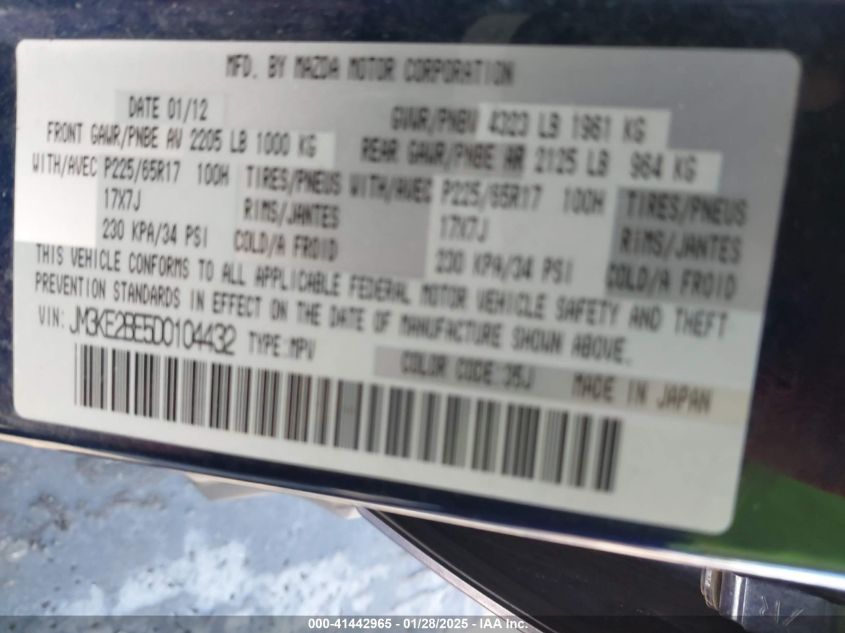 MFD. BY MAZDA MOTOR CORPORATION
DATE 01/12 GVWR/PNBV 4323 LB 1961 KG
FRONT GAWR/PNBE AV 2205 LB 1000 KG REAR GAWR/PNBE AR 2125 LB 964 KG
WITH/AVEC P225/65R17 100H TIRES/PNEUS WITH/AVEC P225/65R17 100H TIRES/PNEUS
17X7J RIMS/JANTES 17X7J RIMS/JANTES
230 KPA/34 PSI COLD/A FROID 230 KPA/34 PSI COLD/A FROID
THIS VEHICLE CONFORMS TO ALL APPLICABLE FEDERAL MOTOR VEHICLE SAFETY AND THEFT
PREVENTION STANDARDS IN EFFECT ON THE DATE OF MANUFACTURE SHOWN ABOVE.
VIN: JM3KE2BE5D0104432 TYPE:MPV COLOR CODE:35J MADE IN JAPAN
000-41442965 - 01/28/2025 - IAA Inc.